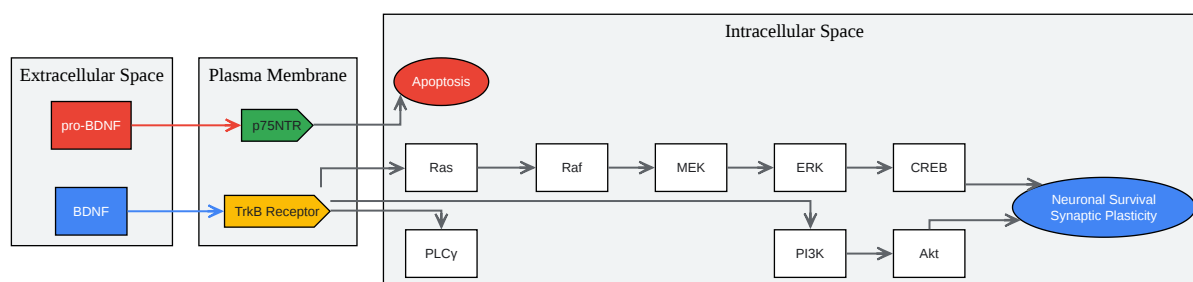 Intracellular Space
Extracellular Space
Plasma Membrane
Apoptosis
pro-BDNF
p75NTR
Ras
Raf
MEK
ERK
CREB
BDNF
TrkB Receptor
Neuronal Survival
Synaptic Plasticity
PLCγ
PI3K
Akt